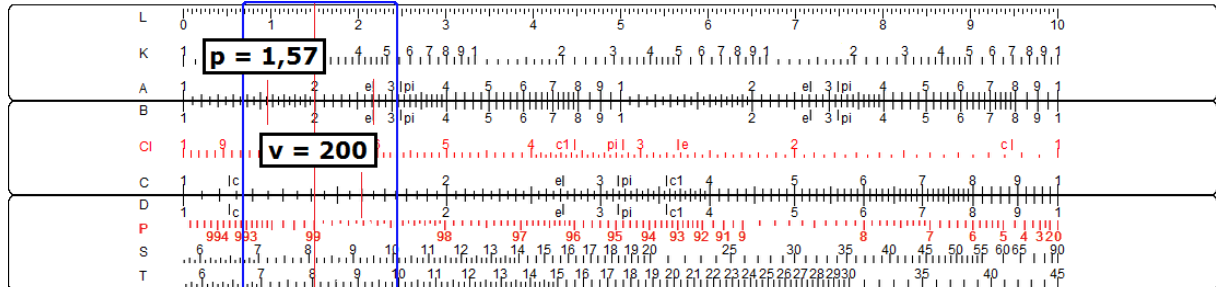 L 0 1 2 3 4 5 6 7 8 9 10
K 1 4 5 6 7 8 9 1 2 3 4 5 6 7 8 9 1 2 3 4 5 6 7 8 9 1
p = 1,57
A 1 2 e 3 pi 4 5 6 7 8 9 1 2 e 3 pi 4 5 6 7 8 9 1
B 1 2 e 3 pi 4 5 6 7 8 9 1 2 e 3 pi 4 5 6 7 8 9 1
CI 1 9 5 4 c1 pi 3 e 2 c 1
v = 200
C 1 c 2 e 3 pi c1 4 5 6 7 8 9 1
D 1 c 2 e 3 pi c1 4 5 6 7 8 9 1
P 994 993 99 98 97 96 95 94 93 92 91 9 8 7 6 5 4 3 2 0
S 6 7 8 9 10 11 12 13 14 15 16 17 18 19 20 25 30 35 40 45 50 55 60 65 90
T 6 7 8 9 10 11 12 13 14 15 16 17 18 19 20 21 22 23 24 25 26 27 28 29 30 35 40 45